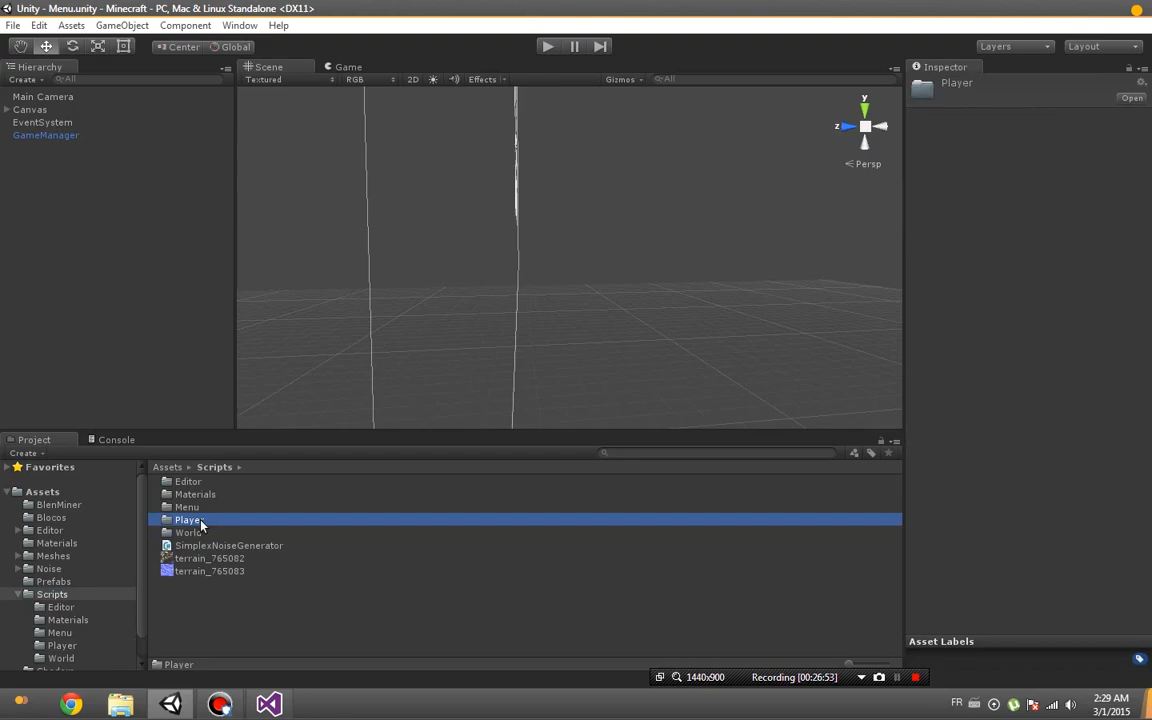 Unity - Menu.unity - Minecraft - PC, Mac & Linux Standalone <DX11>
File Edit Assets GameObject Component Window Help
Center Global Layers Layout
Hierarchy Scene Game Inspector
Create All Textured RGB 2D Effects Gizmos All Player
Open
Main Camera
Canvas
EventSystem
GameManager
y
z
Persp
Project Console
Create
Favorites Assets Scripts
Assets
BlenMiner
Blocos
Editor
Materials
Meshes
Noise
Prefabs
Scripts
Editor
Materials
Menu
Player
World
Editor
Materials
Menu
Player
World
SimplexNoiseGenerator
terrain_765082
terrain_765083
Player
Asset Labels
1440x900 Recording [00:26:53]
FR
2:29 AM
3/1/2015